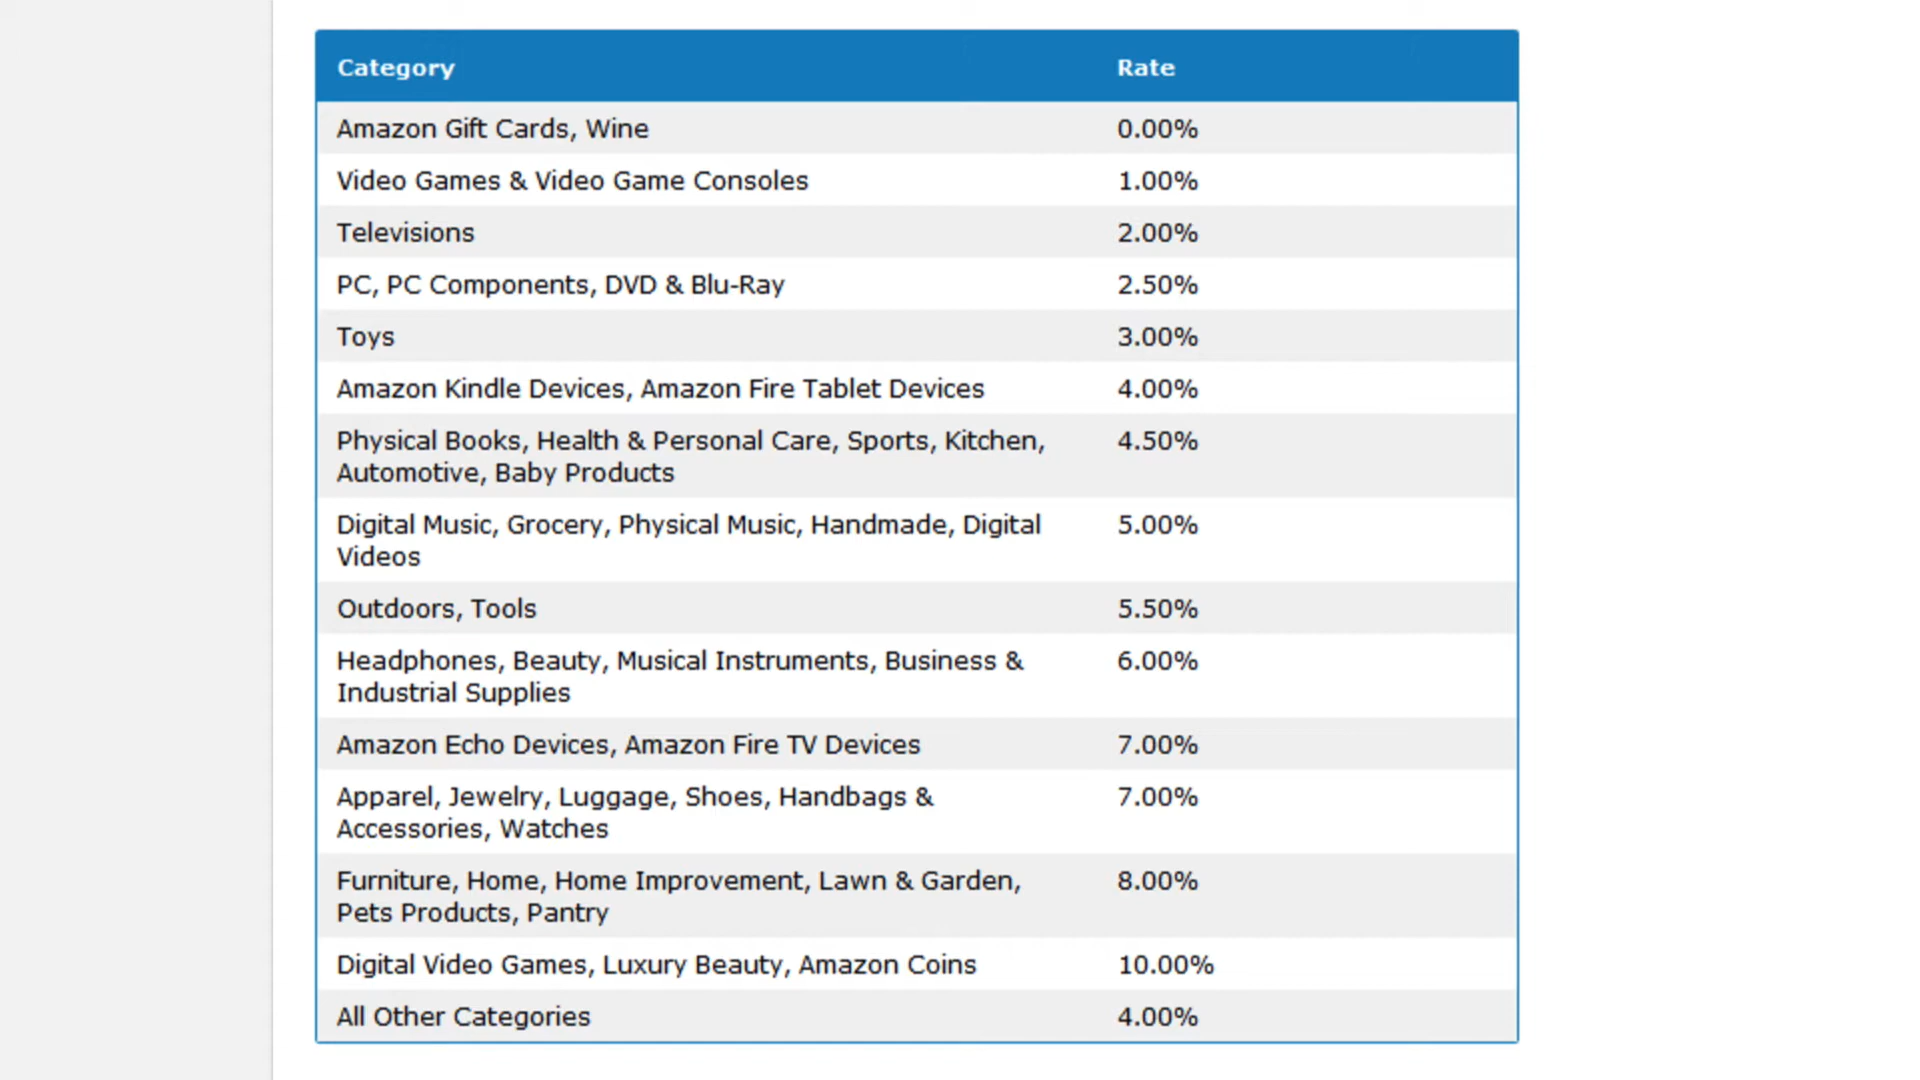 Category Rate
Amazon Gift Cards, Wine 0.00%
Video Games & Video Game Consoles 1.00%
Televisions 2.00%
PC, PC Components, DVD & Blu-Ray 2.50%
Toys 3.00%
Amazon Kindle Devices, Amazon Fire Tablet Devices 4.00%
Physical Books, Health & Personal Care, Sports, Kitchen, 4.50%
Automotive, Baby Products
Digital Music, Grocery, Physical Music, Handmade, Digital 5.00%
Videos
Outdoors, Tools 5.50%
Headphones, Beauty, Musical Instruments, Business & 6.00%
Industrial Supplies
Amazon Echo Devices, Amazon Fire TV Devices 7.00%
Apparel, Jewelry, Luggage, Shoes, Handbags & 7.00%
Accessories, Watches
Furniture, Home, Home Improvement, Lawn & Garden, 8.00%
Pets Products, Pantry
Digital Video Games, Luxury Beauty, Amazon Coins 10.00%
All Other Categories 4.00%